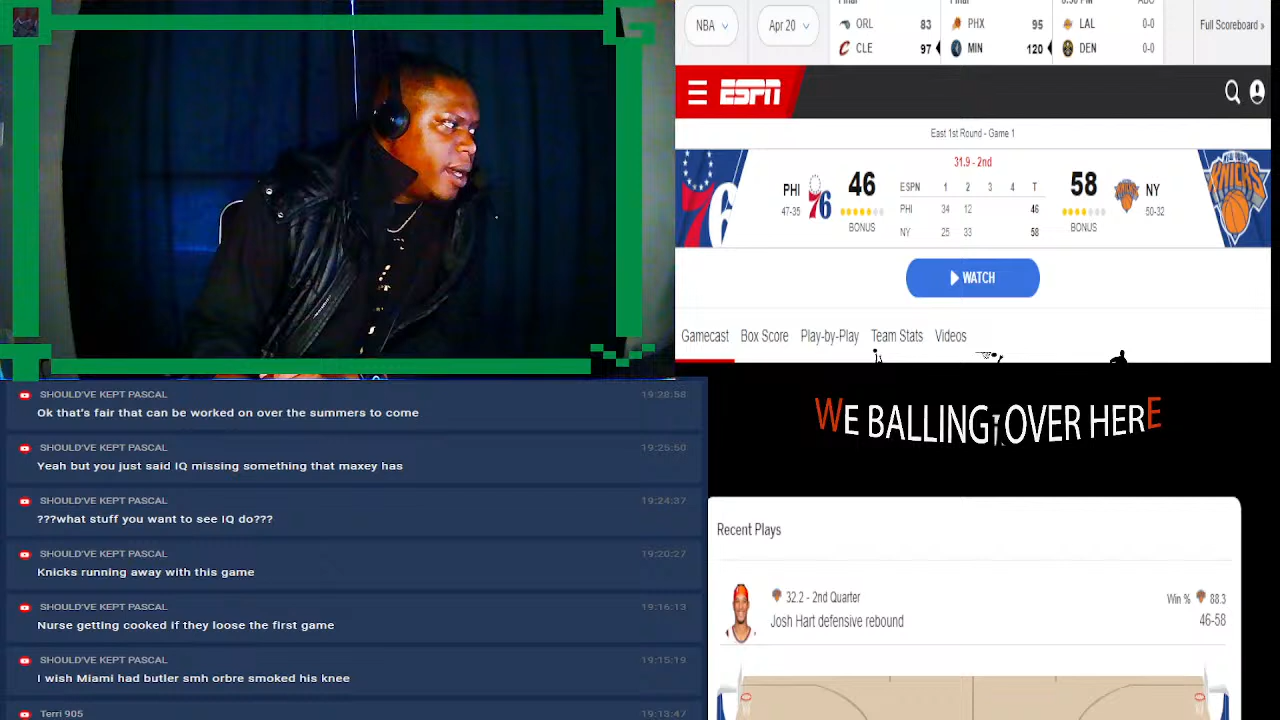 NBA
Apr 20
ORL 83
CLE 97
PHX 95
MIN 120
LAL 0-0
DEN 0-0
Full Scoreboard »
ESPN
East 1st Round - Game 1
31.9 - 2nd
PHI
47-35
76
46
BONUS
ESPN 1 2 3 4 T
PHI 34 12 46
NY 25 33 58
58
BONUS
NY
50-32
KNICKS
WATCH
Gamecast Box Score Play-by-Play Team Stats Videos
SHOULD'VE KEPT PASCAL 19:28:58
Ok that's fair that can be worked on over the summers to come
SHOULD'VE KEPT PASCAL 19:25:50
Yeah but you just said IQ missing something that maxey has
SHOULD'VE KEPT PASCAL 19:24:37
???what stuff you want to see IQ do???
SHOULD'VE KEPT PASCAL 19:20:27
Knicks running away with this game
SHOULD'VE KEPT PASCAL 19:16:13
Nurse getting cooked if they loose the first game
SHOULD'VE KEPT PASCAL 19:15:19
I wish Miami had butler smh orbre smoked his knee
Terri 905 19:13:47
WE BALLING OVER HERE
Recent Plays
32.2 - 2nd Quarter
Josh Hart defensive rebound
Win % 88.3
46-58